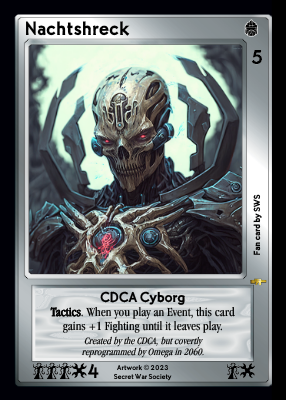 Nachtshreck
5
Fan card by SWS
CDCA Cyborg
Tactics. When you play an Event, this card
gains +1 Fighting until it leaves play.
Created by the CDCA, but covertly
reprogrammed by Omega in 2060.
4
Artwork © 2023
Secret War Society